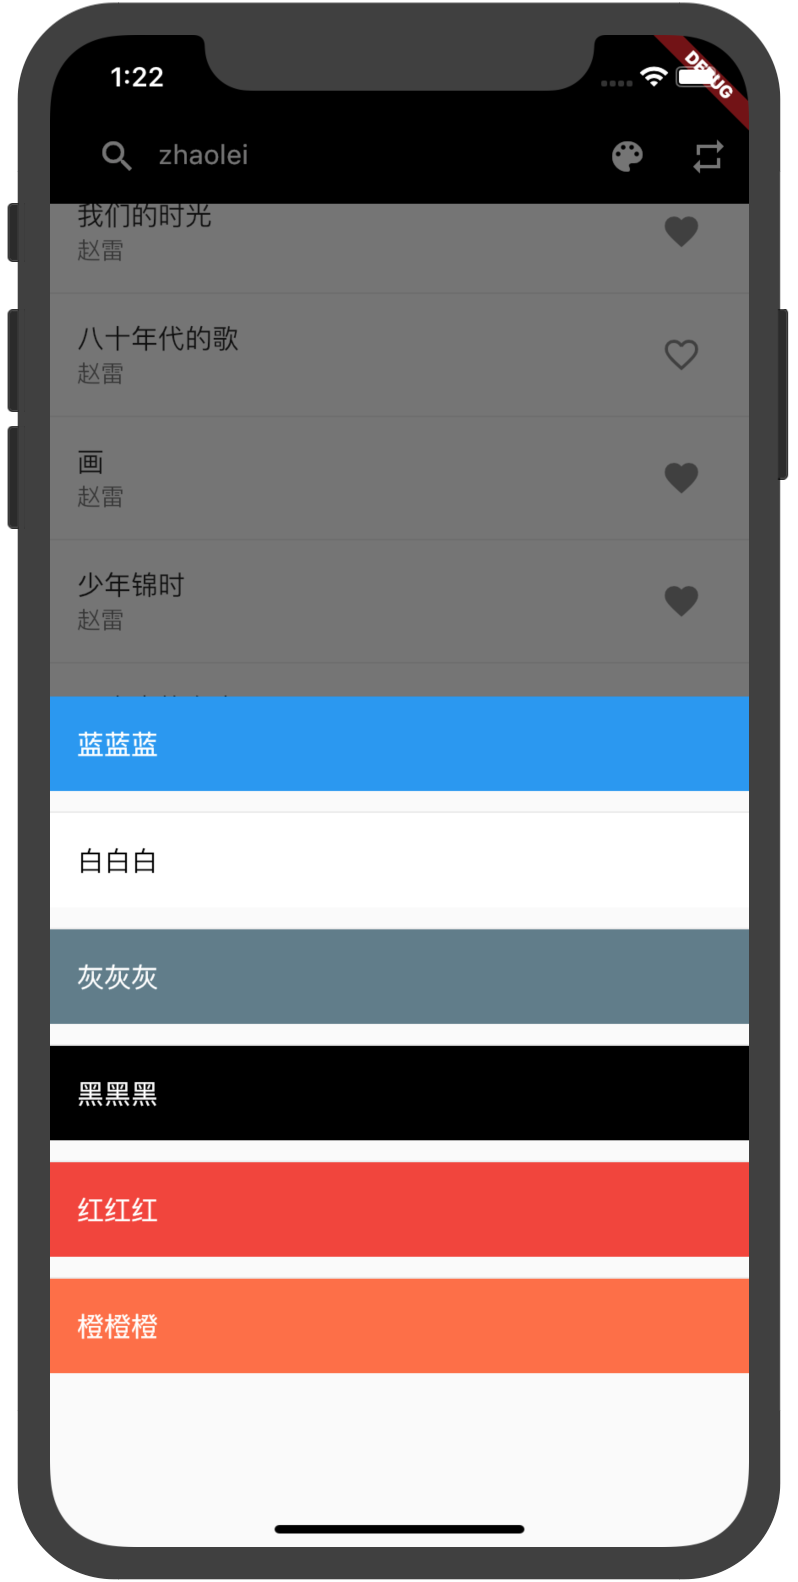 1:22
DEBUG
zhaolei
我们的时光
赵雷
八十年代的歌
赵雷
画
赵雷
少年锦时
赵雷
蓝蓝蓝
白白白
灰灰灰
黑黑黑
红红红
橙橙橙